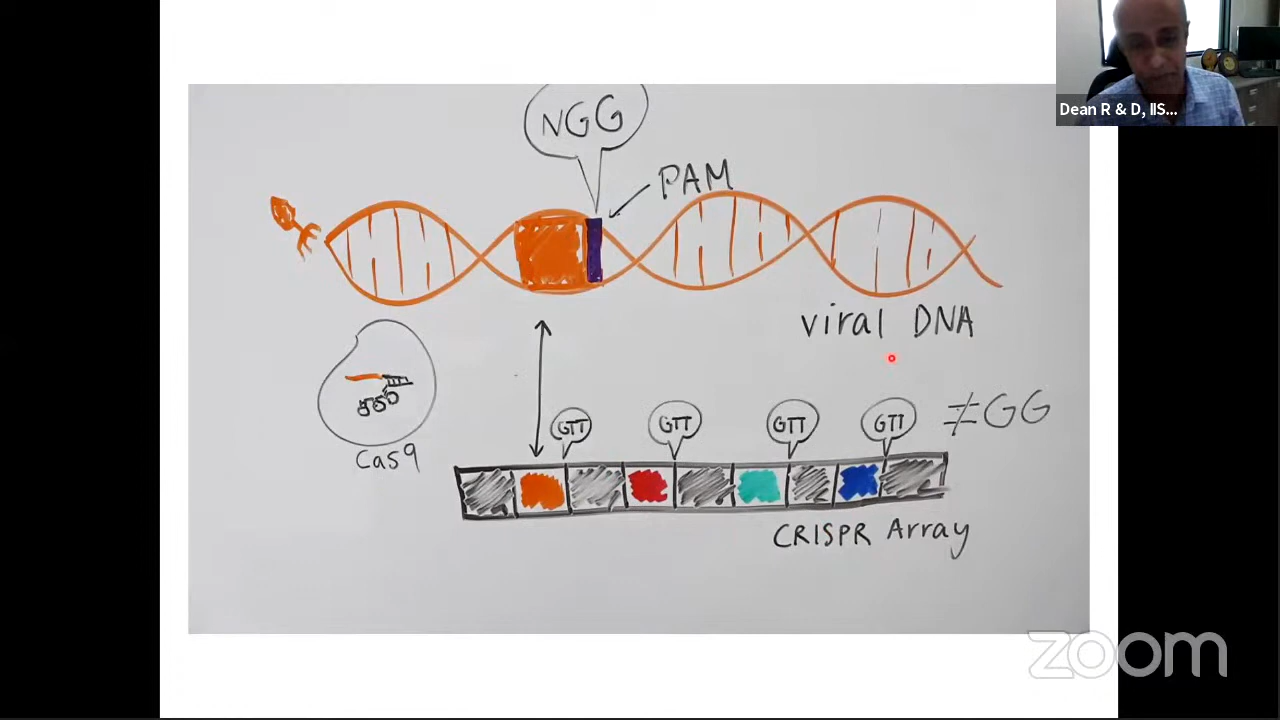 Dean R & D, IIS...
NGG
PAM
viral DNA
Cas9
GTT
GTT
GTT
GTT
≠GG
CRISPR Array
zoom